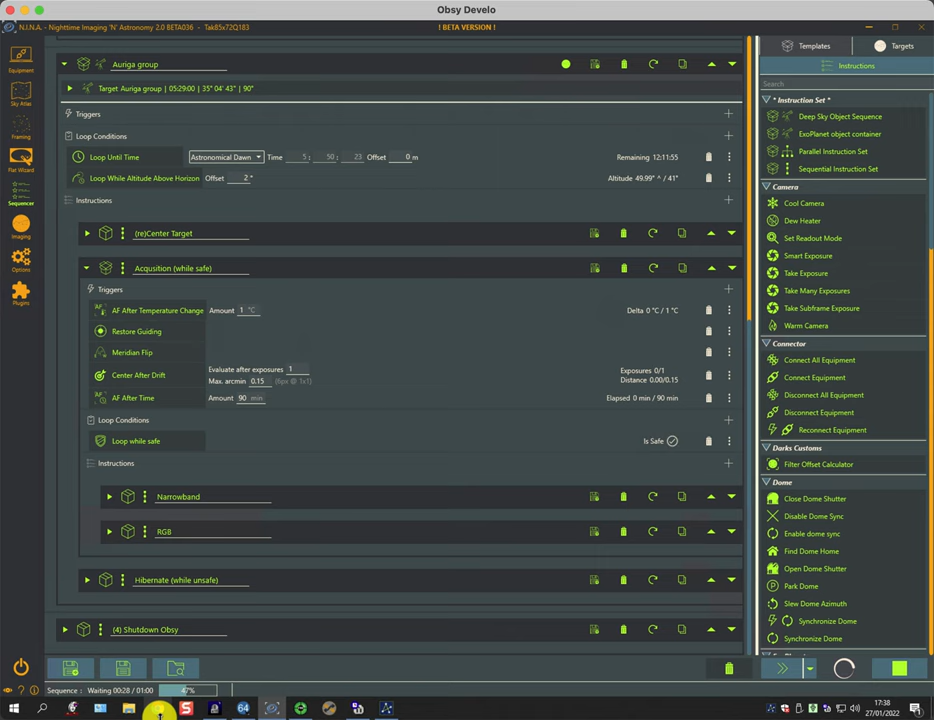 Obsy Develo
N.I.N.A. - Nighttime Imaging 'N' Astronomy 2.0 BETA036 - Tak85x72Q183
! BETA VERSION !
Equipment
Sky Atlas
Framing
Flat Wizard
Sequencer
Imaging
Options
Plugins
Auriga group
Target Auriga group | 05:29:00 | 35° 04' 43" | 90°
Triggers
Loop Conditions
Loop Until Time Astronomical Dawn Time 5 : 50 : 23 Offset 0 m Remaining 12:11:55
Loop While Altitude Above Horizon Offset 2 ° Altitude 49.99° ^ / 41°
Instructions
(re)Center Target
Acqusition (while safe)
Triggers
AF After Temperature Change Amount 1 °C Delta 0 °C / 1 °C
Restore Guiding
Meridian Flip
Center After Drift Evaluate after exposures 1 Exposures 0/1
Max. arcmin 0.15 (6px @ 1x1) Distance 0.00/0.15
AF After Time Amount 90 min Elapsed 0 min / 90 min
Loop Conditions
Loop while safe Is Safe
Instructions
Narrowband
RGB
Hibernate (while unsafe)
(4) Shutdown Obsy
Sequence : Waiting 00:28 / 01:00 47%
Templates Targets
Instructions
Search
* Instruction Set *
Deep Sky Object Sequence
ExoPlanet object container
Parallel Instruction Set
Sequential Instruction Set
Camera
Cool Camera
Dew Heater
Set Readout Mode
Smart Exposure
Take Exposure
Take Many Exposures
Take Subframe Exposure
Warm Camera
Connector
Connect All Equipment
Connect Equipment
Disconnect All Equipment
Disconnect Equipment
Reconnect Equipment
Darks Customs
Filter Offset Calculator
Dome
Close Dome Shutter
Disable Dome Sync
Enable dome sync
Find Dome Home
Open Dome Shutter
Park Dome
Slew Dome Azimuth
Synchronize Dome
Synchronize Dome
64
17:38
27/01/2022